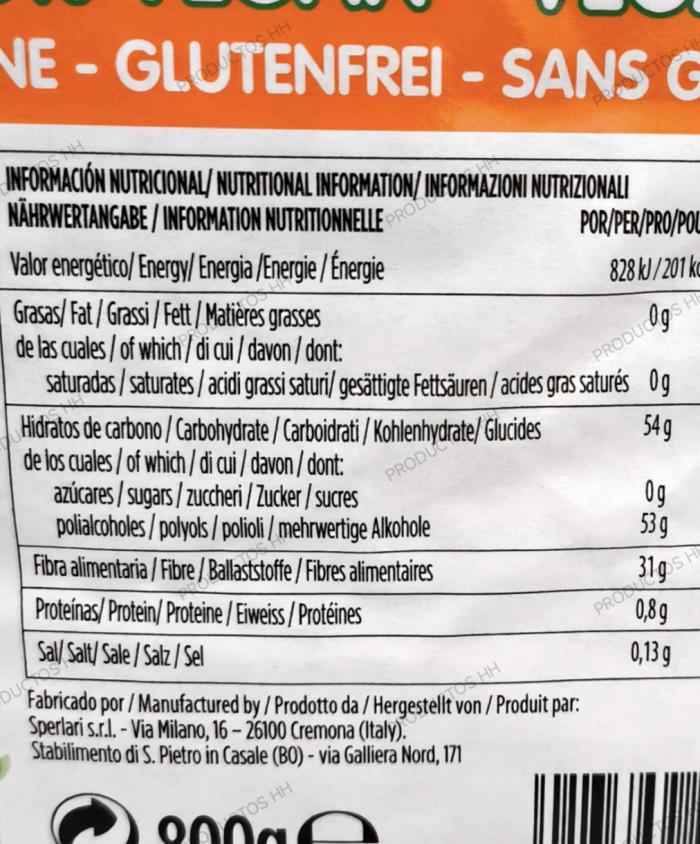 NE - GLUTENFREI - SANS G
INFORMACIÓN NUTRICIONAL/ NUTRITIONAL INFORMATION/ INFORMAZIONI NUTRIZIONALI
NÄHRWERTANGABE / INFORMATION NUTRITIONNELLE POR/PER/PRO/POU
Valor energético/ Energy/ Energia /Energie / Énergie 828 kJ / 201 kc
Grasas/ Fat / Grassi / Fett / Matières grasses 0 g
de las cuales / of which / di cui / davon / dont:
saturadas / saturates / acidi grassi saturi/ gesättigte Fettsäuren / acides gras saturés 0 g
Hidratos de carbono / Carbohydrate / Carboidrati / Kohlenhydrate/ Glucides 54 g
de los cuales / of which / di cui / davon / dont:
azúcares / sugars / zuccheri / Zucker / sucres 0 g
polialcoholes / polyols / polioli / mehrwertige Alkohole 53 g
Fibra alimentaria / Fibre / Ballaststoffe / Fibres alimentaires 31 g
Proteínas/ Protein/ Proteine / Eiweiss / Protéines 0,8 g
Sal/ Salt/ Sale / Salz / Sel 0,13 g
Fabricado por / Manufactured by / Prodotto da / Hergestellt von / Produit par:
Sperlari s.r.l. - Via Milano, 16 – 26100 Cremona (Italy).
Stabilimento di S. Pietro in Casale (BO) - via Galliera Nord, 171
PRODUCTOS HH